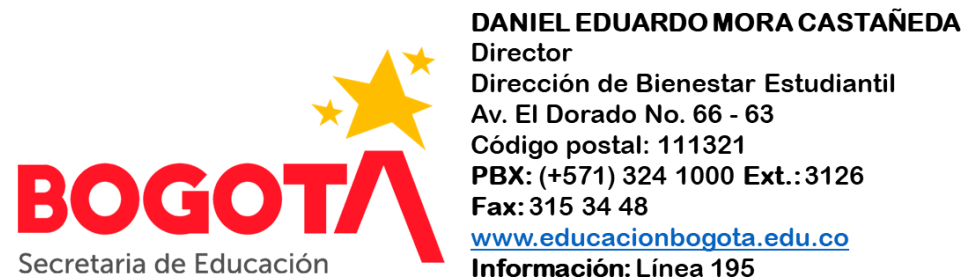 BOGOTÁ
Secretaria de Educación
DANIEL EDUARDO MORA CASTAÑEDA
Director
Dirección de Bienestar Estudiantil
Av. El Dorado No. 66 - 63
Código postal: 111321
PBX: (+571) 324 1000 Ext.: 3126
Fax: 315 34 48
www.educacionbogota.edu.co
Información: Línea 195